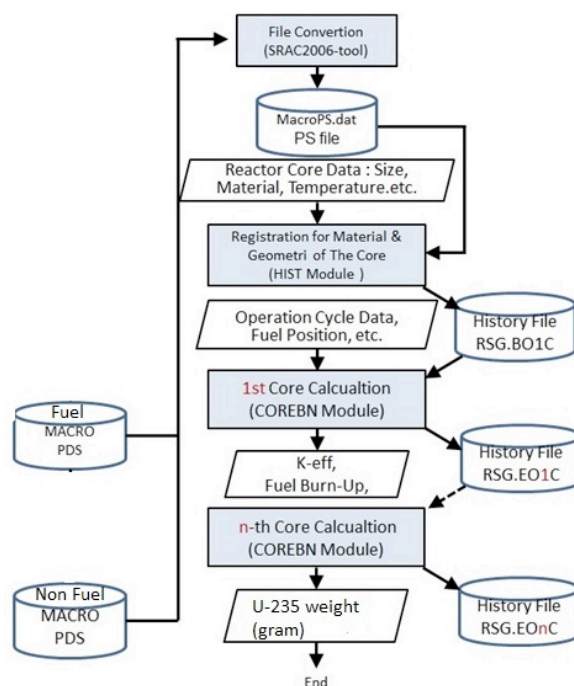 File Convertion
(SRAC2006-tool)
MacroPS.dat
PS file
Reactor Core Data : Size,
Material, Temperature.etc.
Registration for Material &
Geometri of The Core
(HIST Module )
Operation Cycle Data,
Fuel Position, etc.
History File
RSG.BO1C
1st Core Calcualtion
(COREBN Module)
Fuel
MACRO
PDS
K-eff,
Fuel Burn-Up,
History File
RSG.EO1C
n-th Core Calcualtion
(COREBN Module)
Non Fuel
MACRO
PDS
U-235 weight
(gram)
History File
RSG.EOnC
End